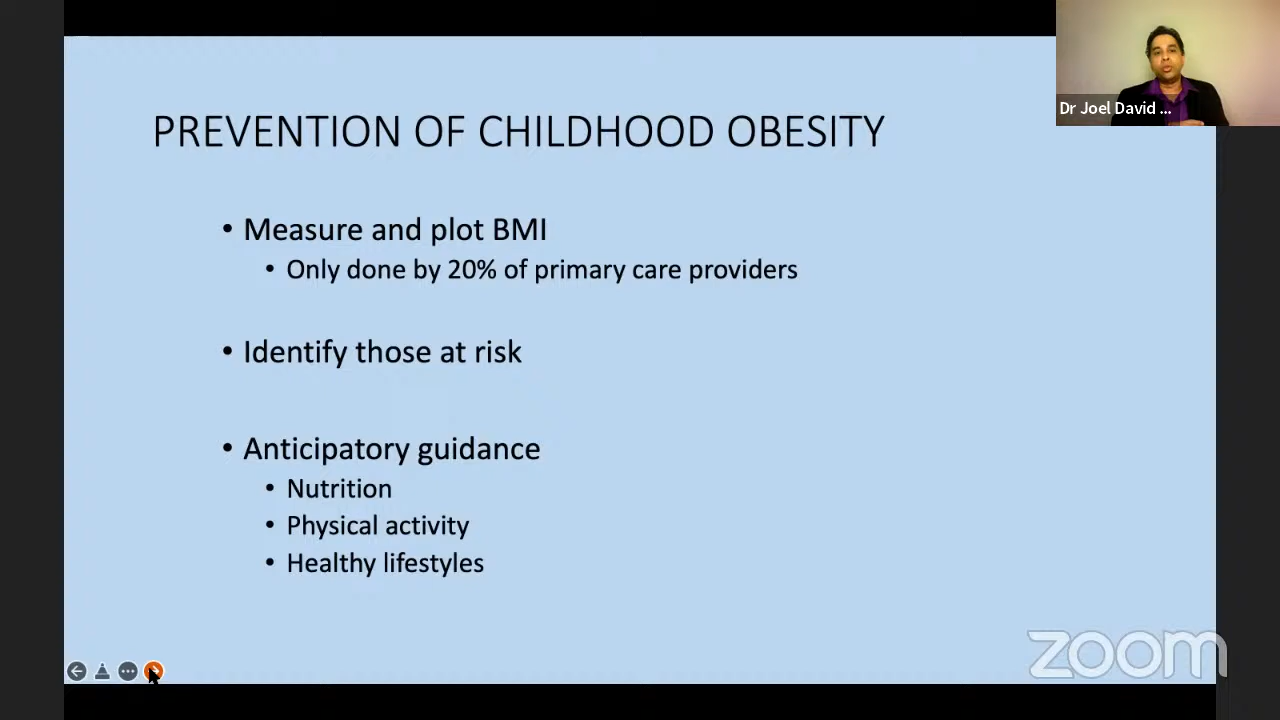 Dr Joel David ...
PREVENTION OF CHILDHOOD OBESITY
• Measure and plot BMI
• Only done by 20% of primary care providers
• Identify those at risk
• Anticipatory guidance
• Nutrition
• Physical activity
• Healthy lifestyles
zoom